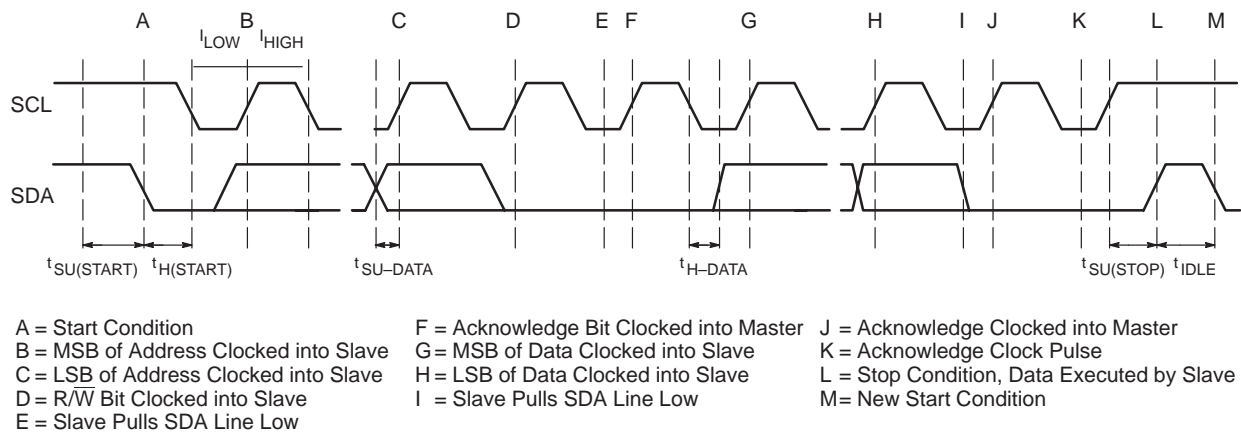 A B C D E F G H I J K L M
ILOW IHIGH
SCL
SDA
tSU(START) tH(START) tSU–DATA tH–DATA tSU(STOP) tIDLE
A = Start Condition
B = MSB of Address Clocked into Slave
C = LSB of Address Clocked into Slave
D = R/W̅ Bit Clocked into Slave
E = Slave Pulls SDA Line Low
F = Acknowledge Bit Clocked into Master
G = MSB of Data Clocked into Slave
H = LSB of Data Clocked into Slave
I = Slave Pulls SDA Line Low
J = Acknowledge Clocked into Master
K = Acknowledge Clock Pulse
L = Stop Condition, Data Executed by Slave
M= New Start Condition